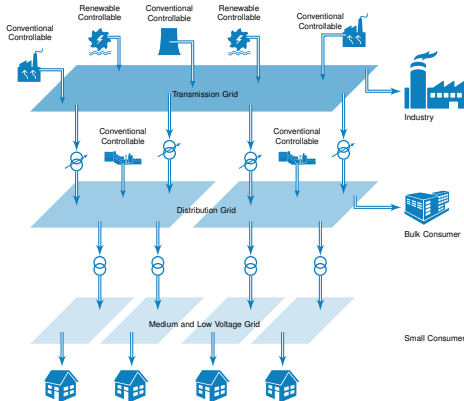 Renewable
Controllable
Conventional
Controllable
Renewable
Controllable
Conventional
Controllable
Conventional
Controllable
Transmission Grid
Industry
Conventional
Controllable
Conventional
Controllable
Distribution Grid
Bulk Consumer
Medium and Low Voltage Grid
Small Consumer